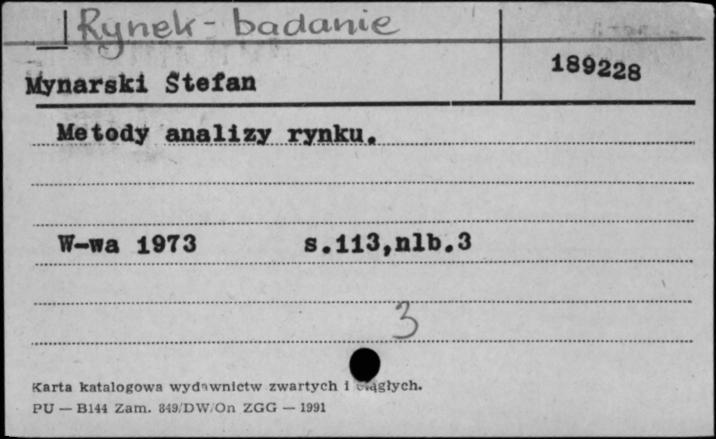 Rynek - badanie
Mynarski Stefan
189228
Metody analizy rynku.
W-wa 1973 s.113,nlb.3
3
Karta katalogowa wydawnictw zwartych i ciągłych.
PU — B144 Zam. 849/DW/On ZGG — 1991